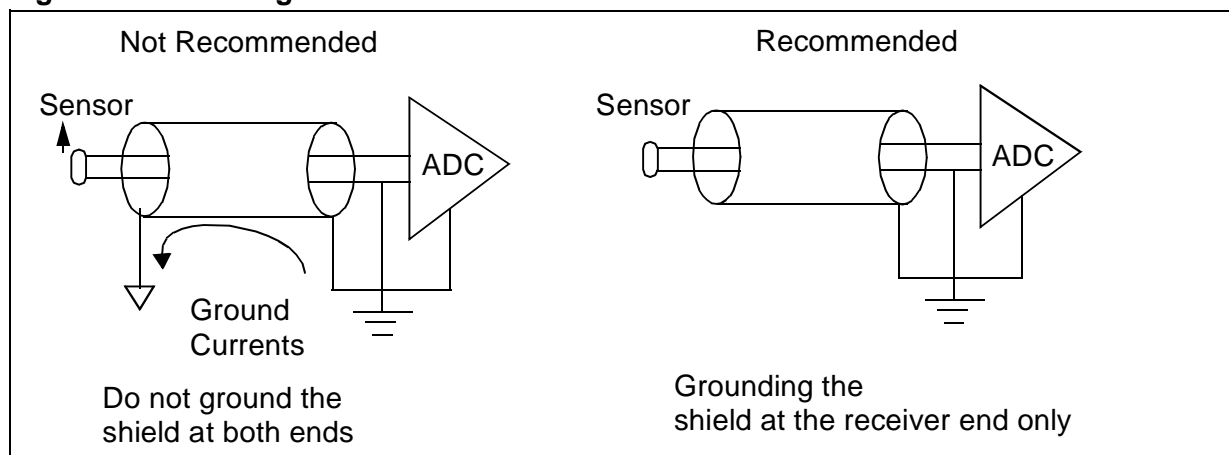 Not Recommended
Sensor
ADC
Ground
Currents
Do not ground the
shield at both ends
Recommended
Sensor
ADC
Grounding the
shield at the receiver end only